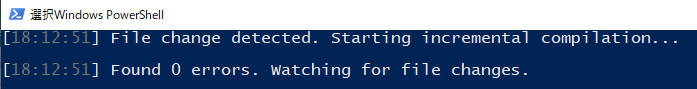 選択Windows PowerShell
[18:12:51] File change detected. Starting incremental compilation...
[18:12:51] Found 0 errors. Watching for file changes.